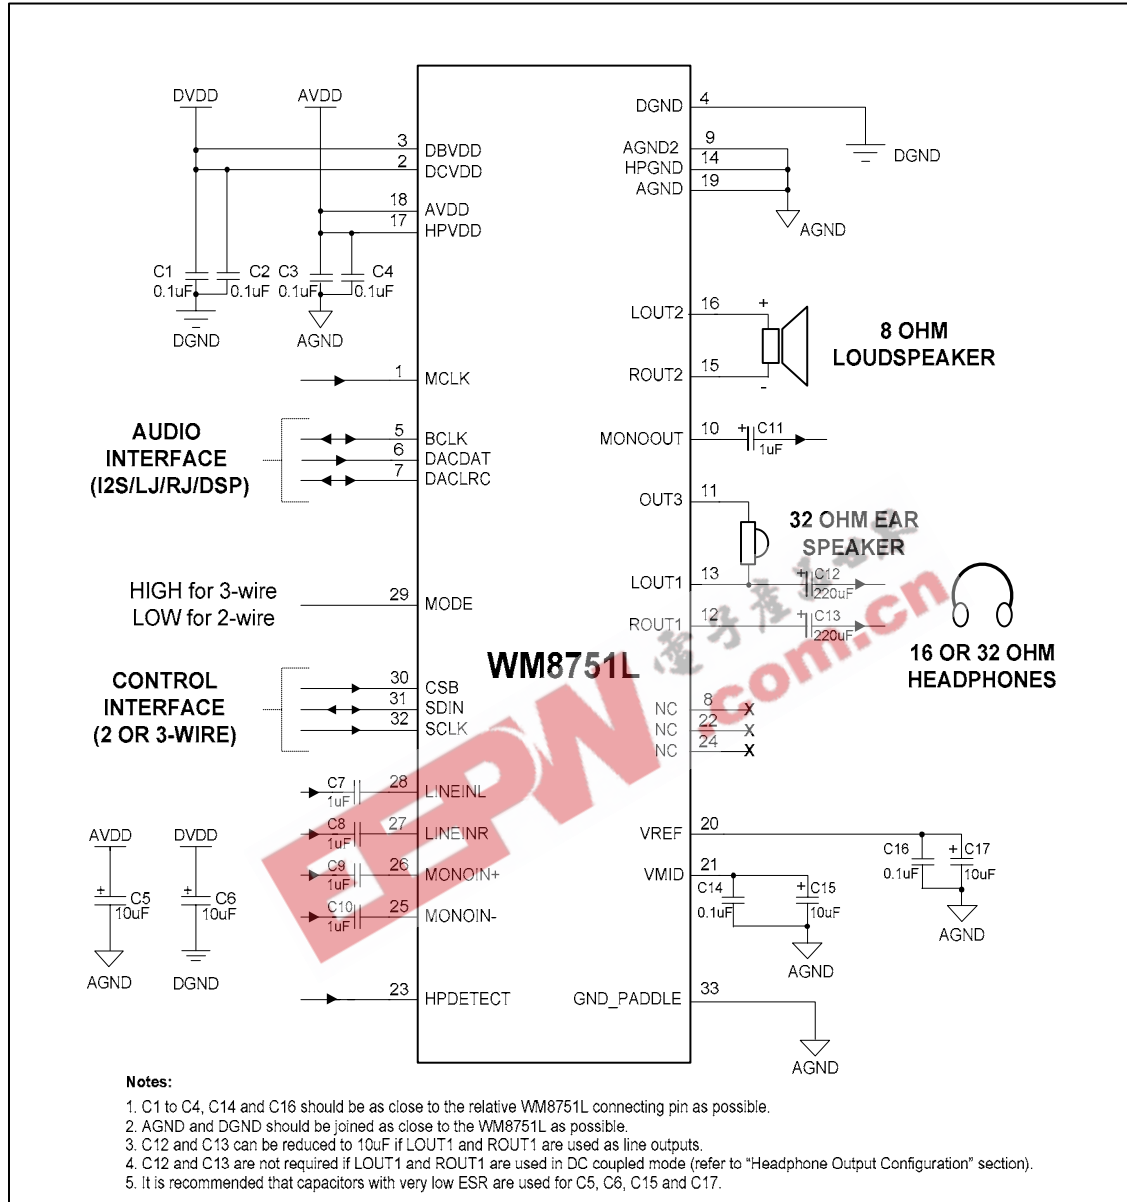 DVDD
AVDD
3 DBVDD
2 DCVDD
18 AVDD
17 HPVDD
C1 0.1uF
C2 0.1uF
C3 0.1uF
C4 0.1uF
DGND
AGND
DGND 4
DGND
AGND2 9
HPGND 14
AGND 19
AGND
LOUT2 16
+
ROUT2 15
-
8 OHM
LOUDSPEAKER
1 MCLK
AUDIO
INTERFACE
(I2S/LJ/RJ/DSP)
5 BCLK
6 DACDAT
7 DACLRC
MONOOUT 10
+ C11
1uF
OUT3 11
32 OHM EAR
SPEAKER
LOUT1 13
+ C12
220uF
ROUT1 12
+ C13
220uF
16 OR 32 OHM
HEADPHONES
HIGH for 3-wire
LOW for 2-wire
29 MODE
WM8751L
CONTROL
INTERFACE
(2 OR 3-WIRE)
30 CSB
31 SDIN
32 SCLK
NC 8 X
NC 22 X
NC 24 X
C7
1uF
28 LINEINL
C8
1uF
27 LINEINR
C9
1uF
26 MONOIN+
C10
1uF
25 MONOIN-
AVDD
+ C5
10uF
AGND
DVDD
+ C6
10uF
DGND
VREF 20
C16
0.1uF
+ C17
10uF
AGND
VMID 21
C14
0.1uF
+ C15
10uF
AGND
23 HPDETECT
GND_PADDLE 33
AGND
EEPW.com.cn
電子產品世界
Notes:
1. C1 to C4, C14 and C16 should be as close to the relative WM8751L connecting pin as possible.
2. AGND and DGND should be joined as close to the WM8751L as possible.
3. C12 and C13 can be reduced to 10uF if LOUT1 and ROUT1 are used as line outputs.
4. C12 and C13 are not required if LOUT1 and ROUT1 are used in DC coupled mode (refer to “Headphone Output Configuration” section).
5. It is recommended that capacitors with very low ESR are used for C5, C6, C15 and C17.